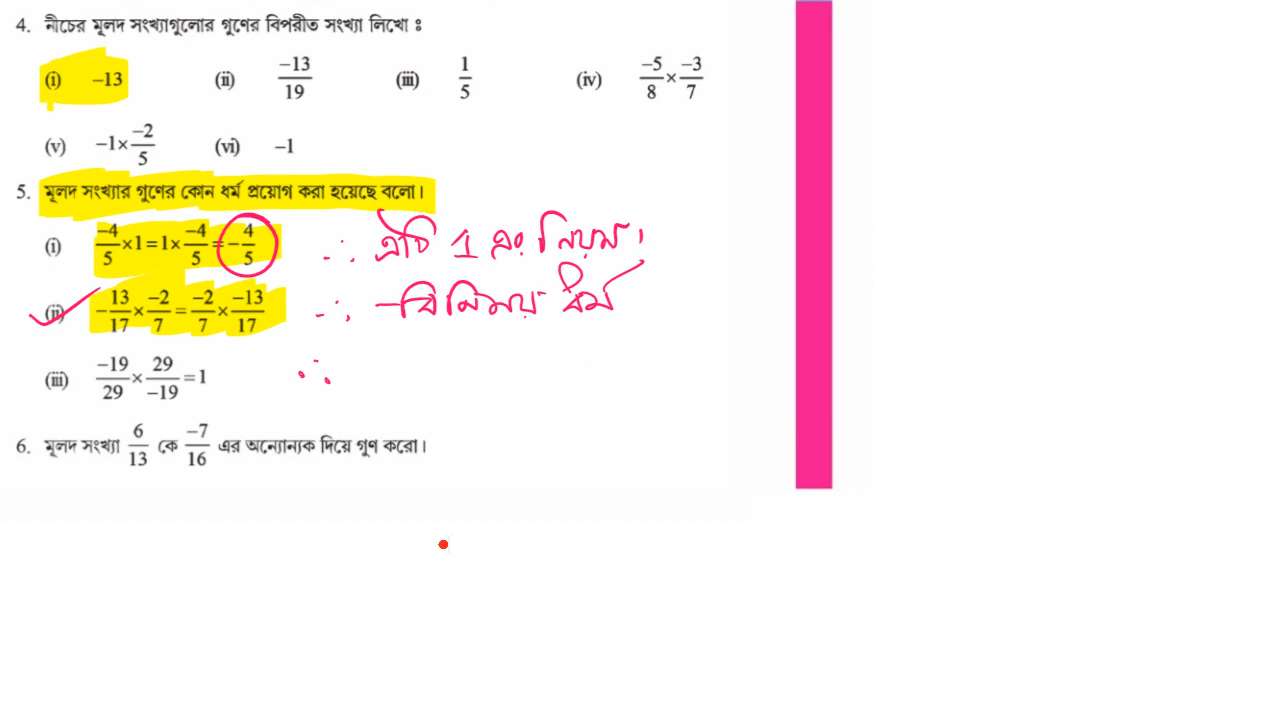 4. নীচের মূলদ সংখ্যাগুলোর গুণের বিপরীত সংখ্যা লিখো ঃ
(i) −13 (ii) −13/19 (iii) 1/5 (iv) −5/8 × −3/7
(v) −1× −2/5 (vi) −1
5. মূলদ সংখ্যার গুণের কোন ধর্ম প্রয়োগ করা হয়েছে বলো।
(i) −4/5 ×1 = 1× −4/5 = − 4/5 ∴ এটি 1 এর নিয়ম।
(ii) − 13/17 × −2/7 = −2/7 × −13/17 ∴ −বিনিময় ধর্ম
(iii) −19/29 × 29/−19 = 1 ∴
6. মূলদ সংখ্যা 6/13 কে −7/16 এর অন্যোন্যক দিয়ে গুণ করো।